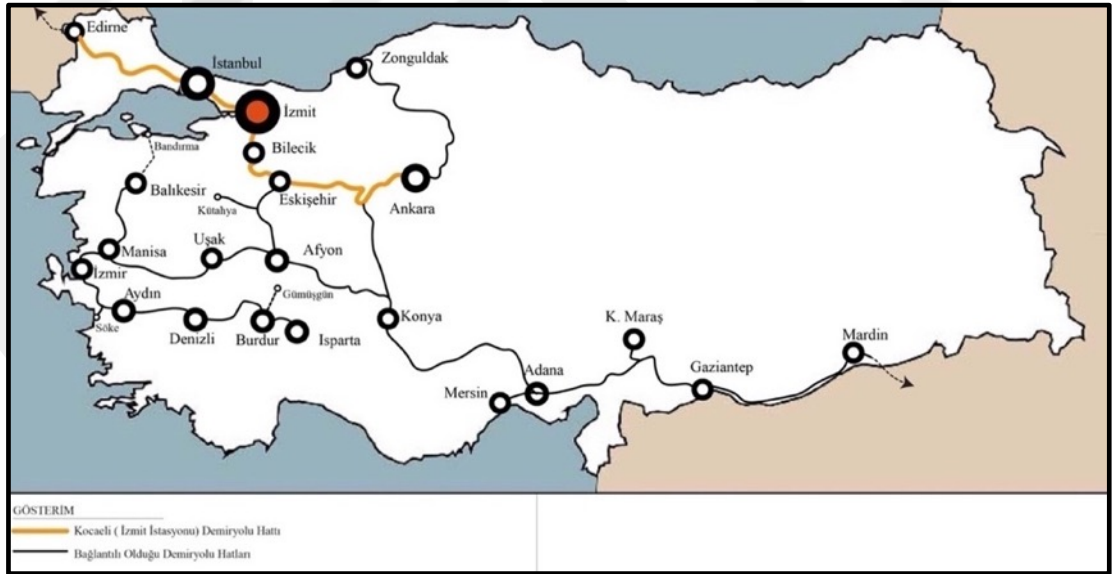 Edirne
İstanbul
Zonguldak
İzmit
Bilecik
Bandırma
Balıkesir
Eskişehir
Kütahya
Ankara
Manisa
Uşak
Afyon
İzmir
Aydın
Gümüşgün
Söke
Denizli
Burdur
Isparta
Konya
K. Maraş
Mardin
Gaziantep
Adana
Mersin
GÖSTERİM
Kocaeli ( İzmit İstasyonu) Demiryolu Hattı
Bağlantılı Olduğu Demiryolu Hatları